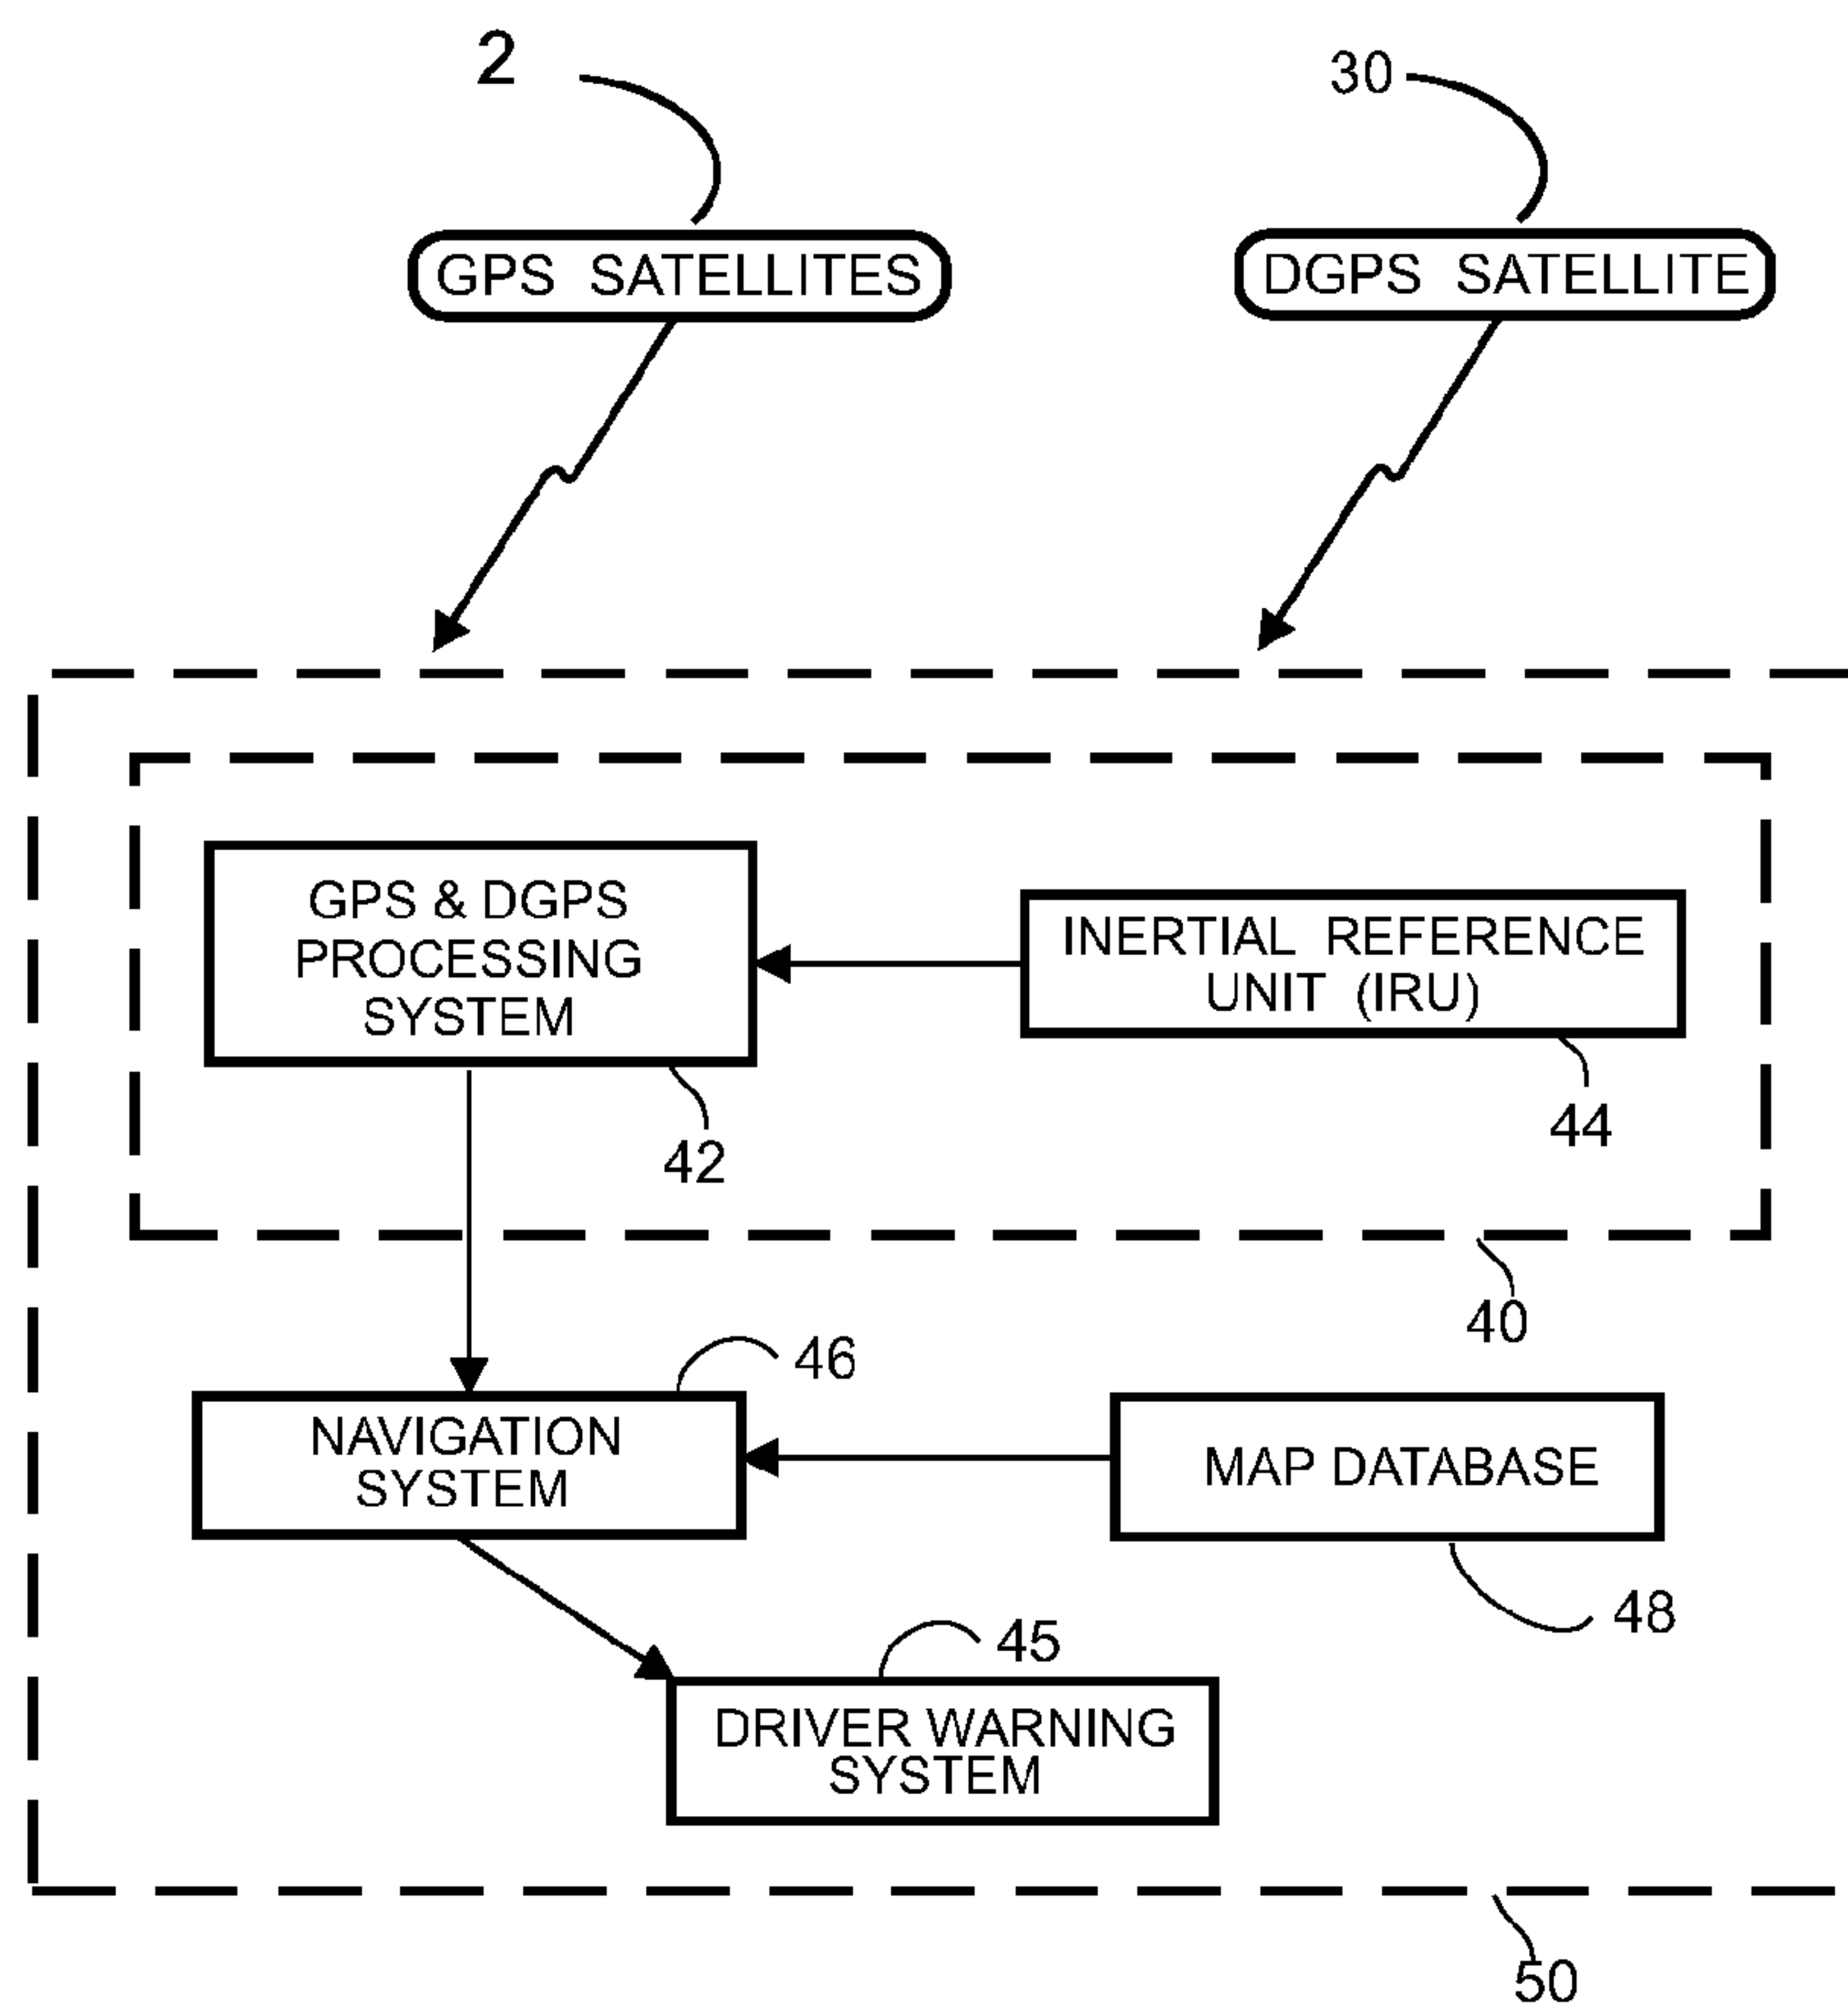 2
30
GPS SATELLITES
DGPS SATELLITE
GPS & DGPS
PROCESSING
SYSTEM
INERTIAL REFERENCE
UNIT (IRU)
44
42
40
46
NAVIGATION
SYSTEM
MAP DATABASE
48
45
DRIVER WARNING
SYSTEM
50